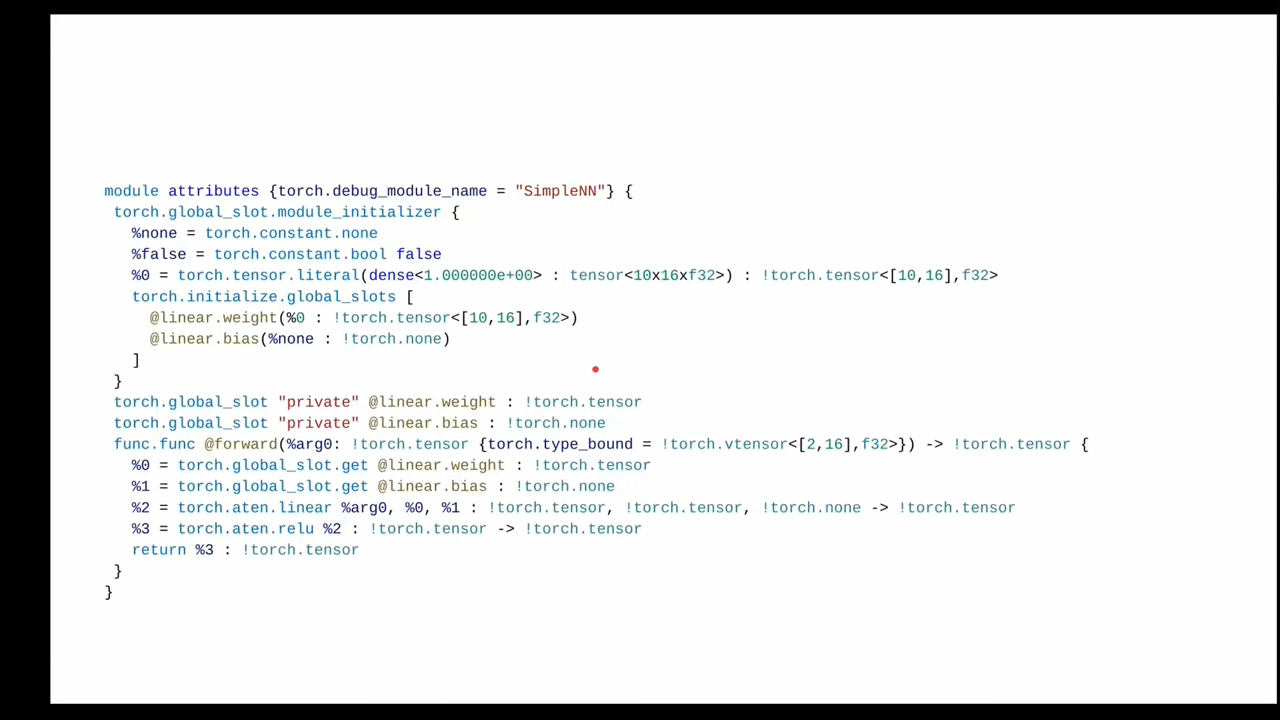 module attributes {torch.debug_module_name = "SimpleNN"} {
torch.global_slot.module_initializer {
%none = torch.constant.none
%false = torch.constant.bool false
%0 = torch.tensor.literal(dense<1.000000e+00> : tensor<10x16xf32>) : !torch.tensor<[10,16],f32>
torch.initialize.global_slots [
@linear.weight(%0 : !torch.tensor<[10,16],f32>)
@linear.bias(%none : !torch.none)
]
}
torch.global_slot "private" @linear.weight : !torch.tensor
torch.global_slot "private" @linear.bias : !torch.none
func.func @forward(%arg0: !torch.tensor {torch.type_bound = !torch.vtensor<[2,16],f32>}) -> !torch.tensor {
%0 = torch.global_slot.get @linear.weight : !torch.tensor
%1 = torch.global_slot.get @linear.bias : !torch.none
%2 = torch.aten.linear %arg0, %0, %1 : !torch.tensor, !torch.tensor, !torch.none -> !torch.tensor
%3 = torch.aten.relu %2 : !torch.tensor -> !torch.tensor
return %3 : !torch.tensor
}
}